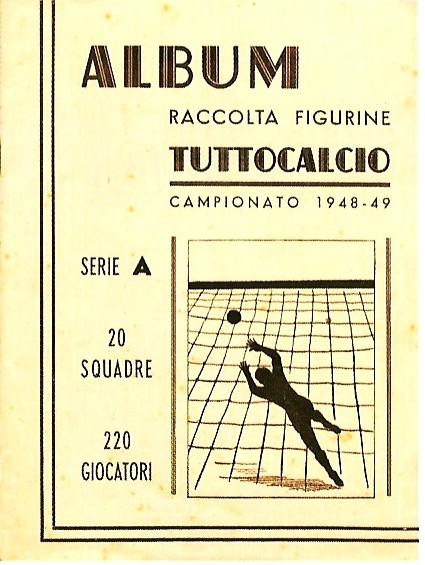 ALBUM
RACCOLTA FIGURINE
TUTTOCALCIO
CAMPIONATO 1948-49
SERIE A
20
SQUADRE
220
GIOCATORI